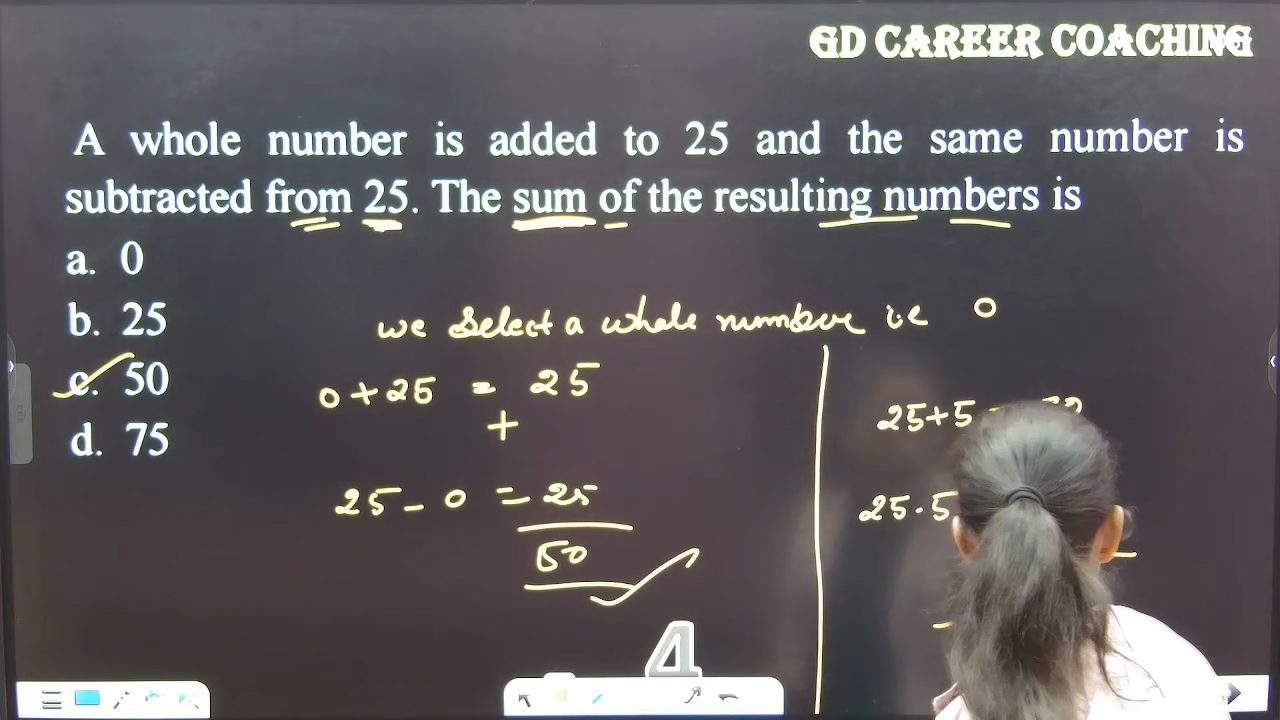 GD CAREER COACHING
A whole number is added to 25 and the same number is
subtracted from 25. The sum of the resulting numbers is
a. 0
b. 25
c. 50
d. 75
we Select a whole number i.e 0
0 + 25 = 25
+
25 - 0 = 25
50
25+5
25-5
4